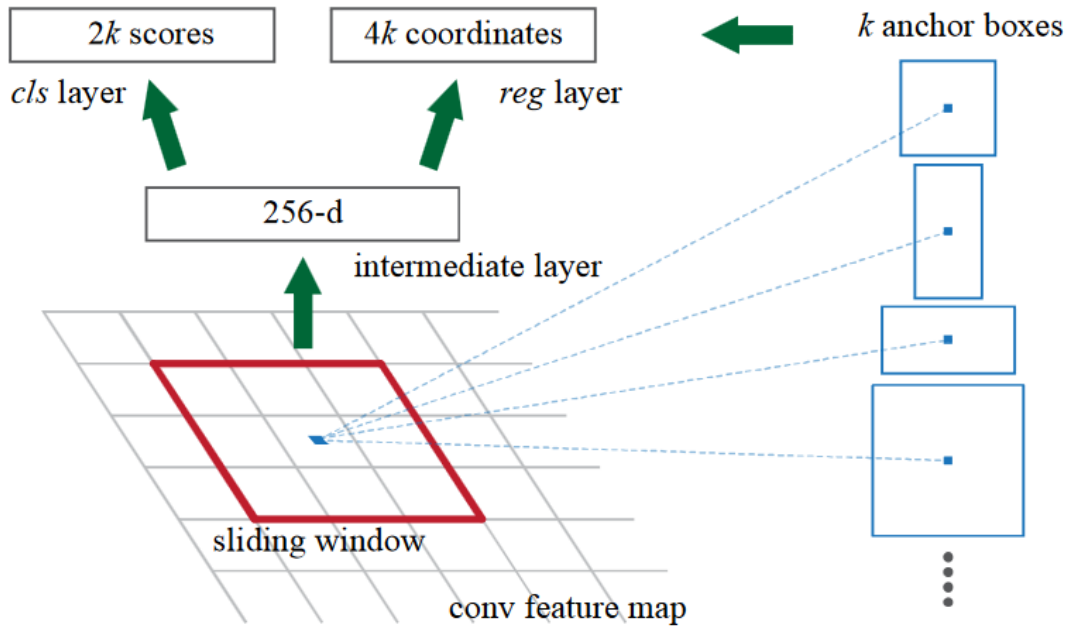 2k scores
4k coordinates
k anchor boxes
cls layer
reg layer
256-d
intermediate layer
sliding window
conv feature map